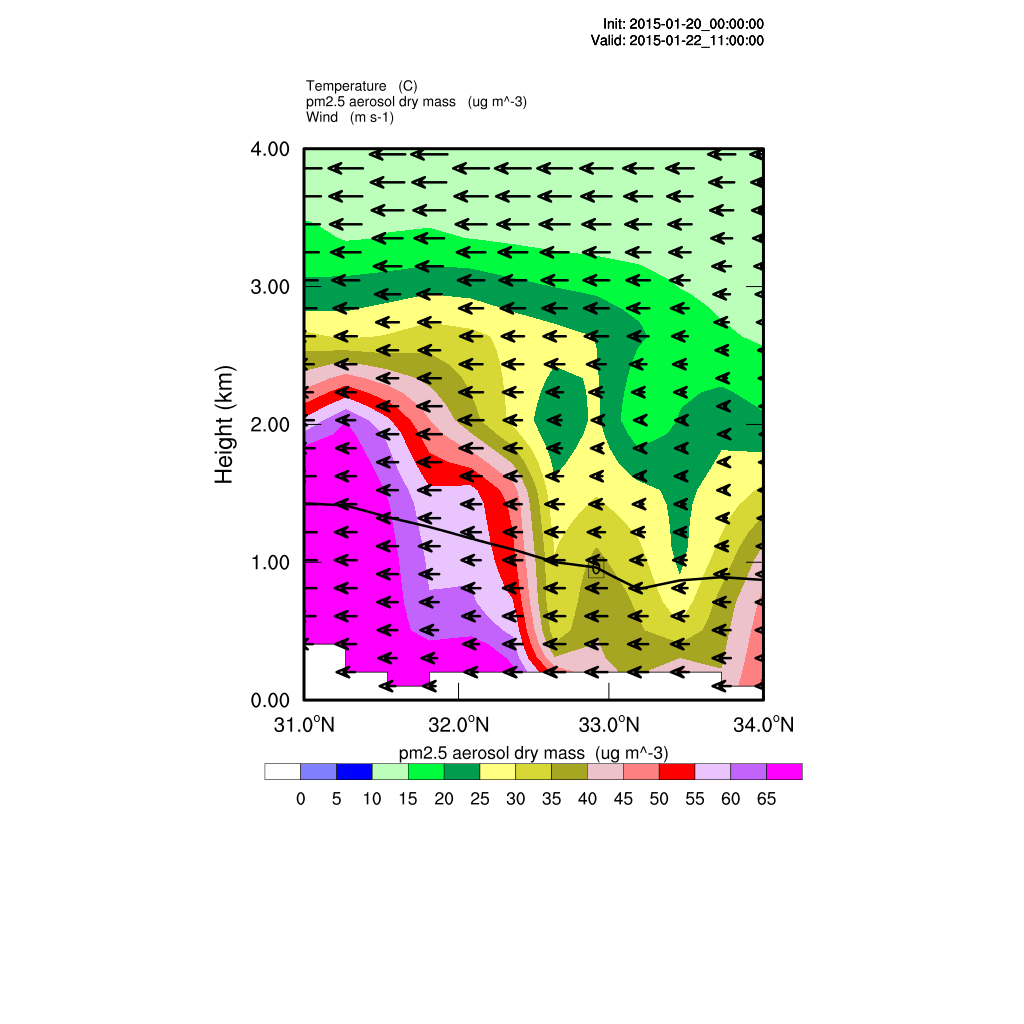 Init: 2015-01-20_00:00:00
Valid: 2015-01-22_11:00:00
Temperature (C)
pm2.5 aerosol dry mass (ug m^-3)
Wind (m s-1)
4.00
3.00
2.00
1.00
0.00
Height (km)
0
31.0°N 32.0°N 33.0°N 34.0°N
pm2.5 aerosol dry mass (ug m^-3)
0 5 10 15 20 25 30 35 40 45 50 55 60 65